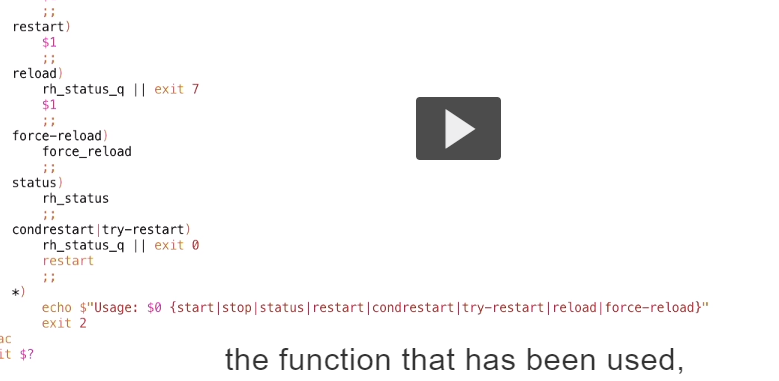 ;;
restart)
$1
;;
reload)
rh_status_q || exit 7
$1
;;
force-reload)
force_reload
;;
status)
rh_status
;;
condrestart|try-restart)
rh_status_q || exit 0
restart
;;
*)
echo $"Usage: $0 {start|stop|status|restart|condrestart|try-restart|reload|force-reload}"
exit 2
ac
it $?
the function that has been used,